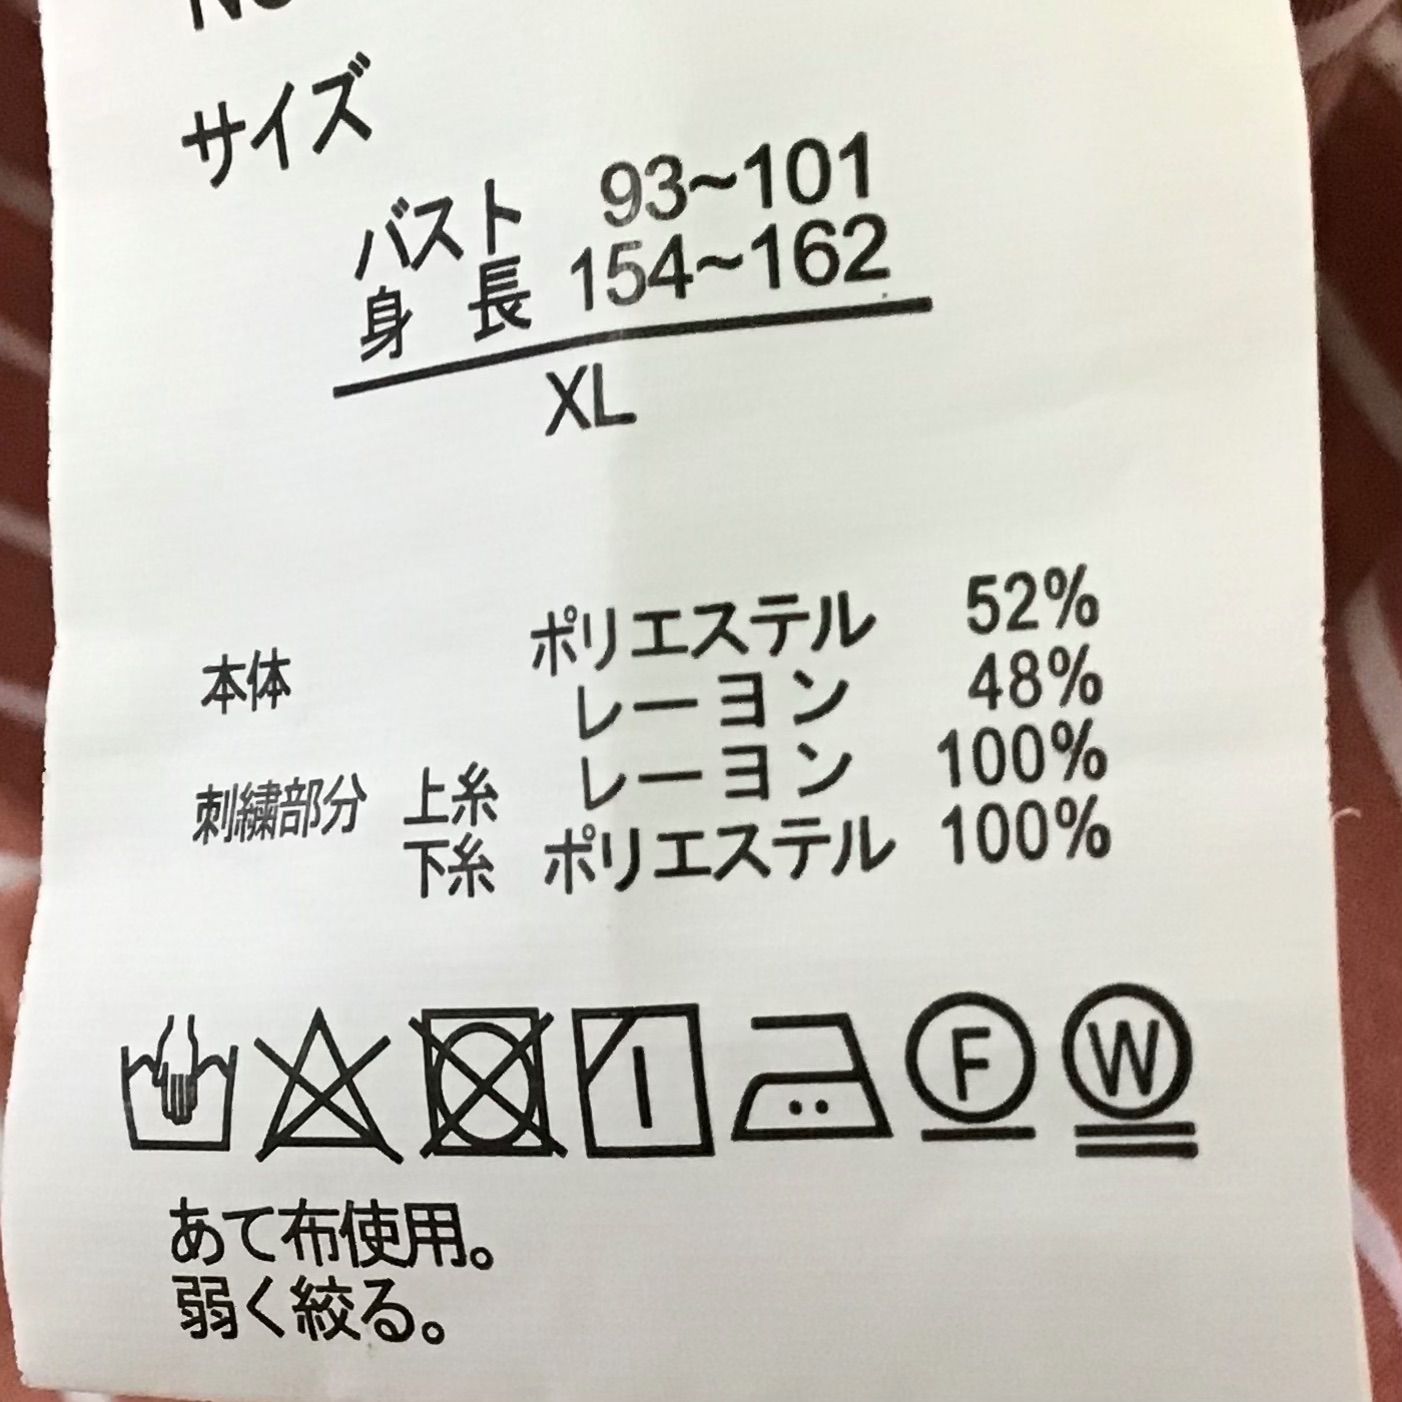 サイズ
バスト 93~101
身長 154~162
XL
本体 ポリエステル 52%
レーヨン 48%
刺繍部分 上糸 レーヨン 100%
下糸 ポリエステル 100%
F W
あて布使用。
弱く絞る。